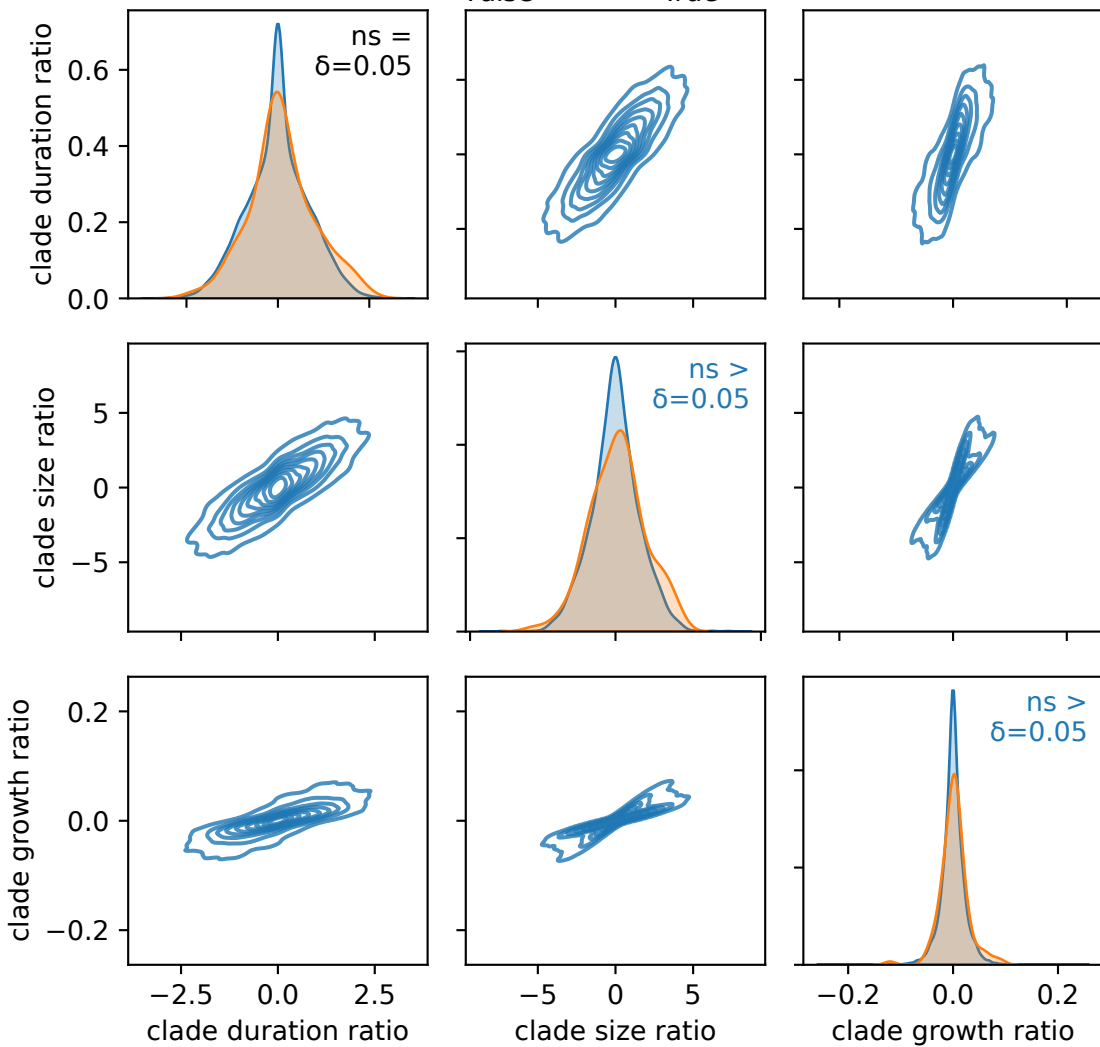 clade duration ratio
0.6
0.4
0.2
0.0
ns =
δ=0.05
clade size ratio
5
0
−5
ns >
δ=0.05
clade growth ratio
0.2
0.0
−0.2
ns >
δ=0.05
−2.5 0.0 2.5
−5 0 5
−0.2 0.0 0.2
clade duration ratio
clade size ratio
clade growth ratio